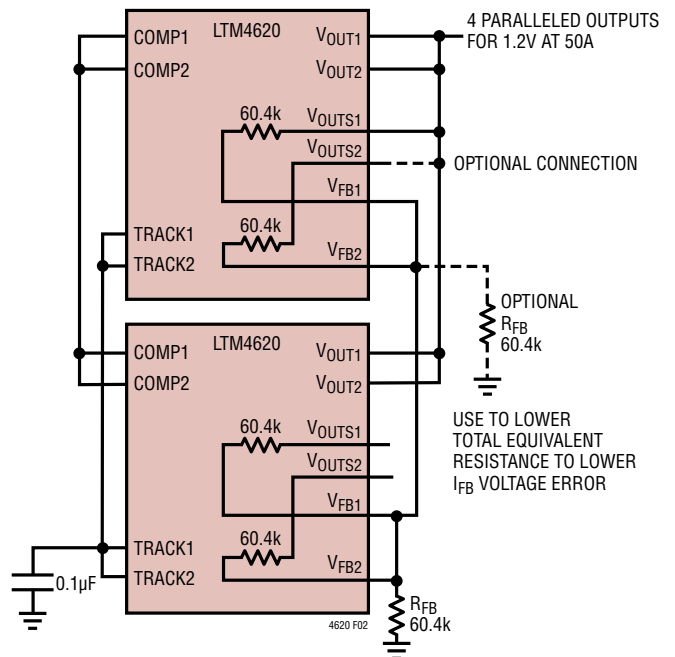 4 PARALLELED OUTPUTS
FOR 1.2V AT 50A
LTM4620
COMP1
COMP2
VOUT1
VOUT2
60.4k
VOUTS1
VOUTS2
OPTIONAL CONNECTION
VFB1
60.4k
TRACK1
TRACK2
VFB2
OPTIONAL
RFB
60.4k
LTM4620
COMP1
COMP2
VOUT1
VOUT2
USE TO LOWER
TOTAL EQUIVALENT
RESISTANCE TO LOWER
IFB VOLTAGE ERROR
60.4k
VOUTS1
VOUTS2
VFB1
60.4k
TRACK1
TRACK2
VFB2
0.1µF
RFB
60.4k
4620 F02